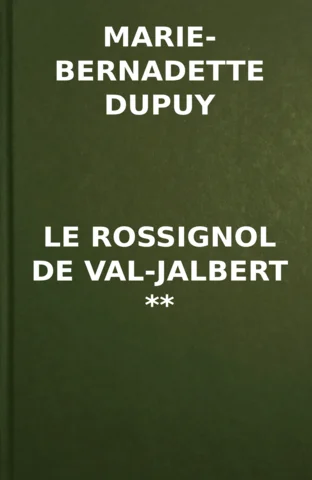 MARIE-
BERNADETTE
DUPUY
LE ROSSIGNOL
DE VAL-JALBERT
**